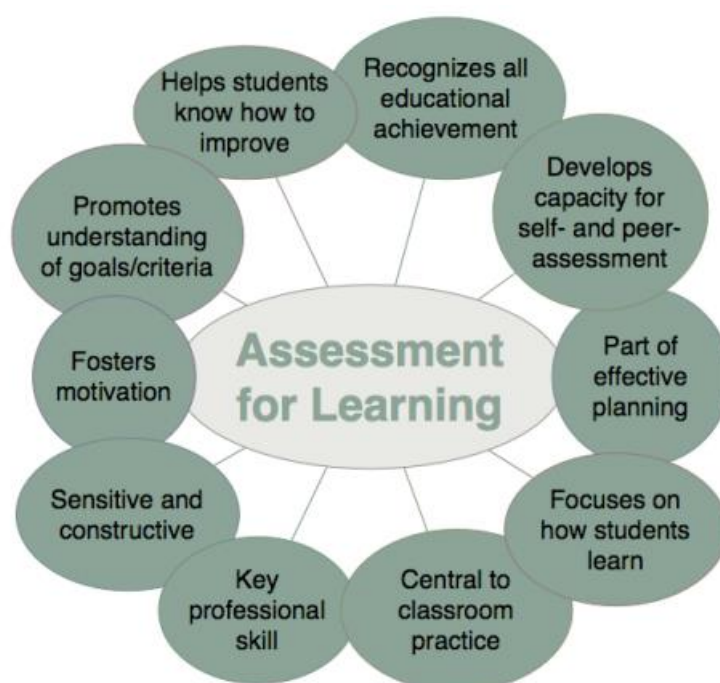 Helps students
know how to
improve
Recognizes all
educational
achievement
Develops
capacity for
self- and peer-
assessment
Promotes
understanding
of goals/criteria
Assessment
for Learning
Fosters
motivation
Part of
effective
planning
Sensitive and
constructive
Focuses on
how students
learn
Key
professional
skill
Central to
classroom
practice